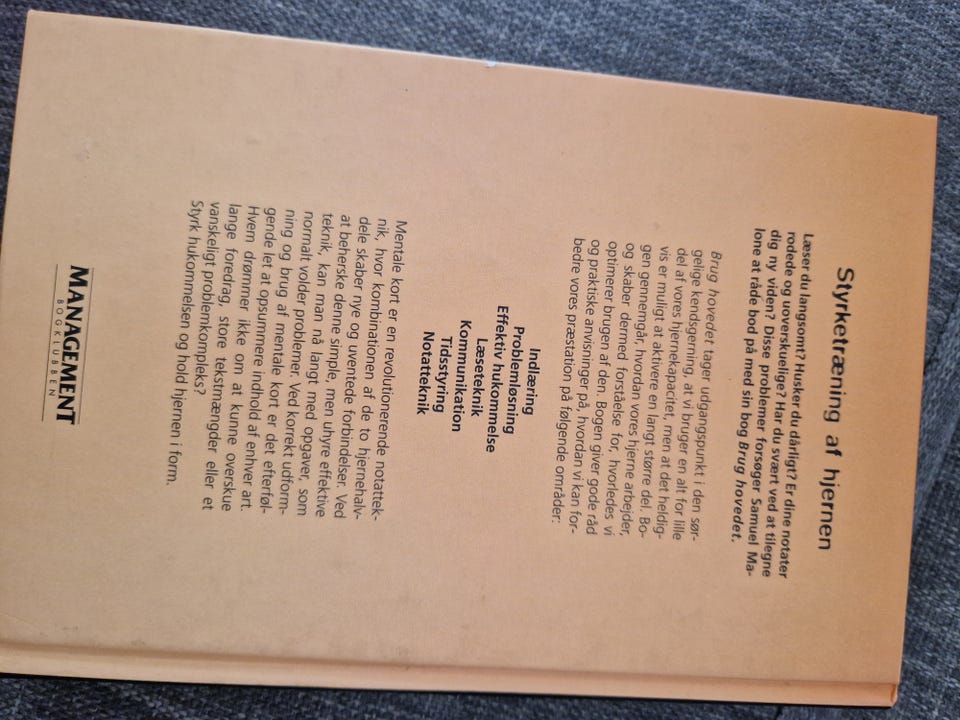 Styrketræning af hjernen
Læser du langsomt? Husker du dårligt? Er dine notater
rodede og uoverskuelige? Har du svært ved at tilegne
dig ny viden? Disse problemer forsøger Samuel Ma-
lone at råde bod på med sin bog Brug hovedet.
Brug hovedet tager udgangspunkt i den sør-
gelige kendsgerning, at vi bruger en alt for lille
del af vores hjernekapacitet, men at det heldig-
vis er muligt at aktivere en langt større del. Bo-
gen gennemgår, hvordan vores hjerne arbejder,
og skaber dermed forståelse for, hvorledes vi
optimerer brugen af den. Bogen giver gode råd
og praktiske anvisninger på, hvordan vi kan for-
bedre vores præstation på følgende områder:
Indlæring
Problemløsning
Effektiv hukommelse
Læseteknik
Kommunikation
Tidsstyring
Notatteknik
Mentale kort er en revolutionerende notattek-
nik, hvor kombinationen af de to hjernehalv-
dele skaber nye og uventede forbindelser. Ved
at beherske denne simple, men uhyre effektive
teknik, kan man nå langt med opgaver, som
normalt volder problemer. Ved korrekt udform-
ning og brug af mentale kort er det efterføl-
gende let at opsummere indhold af enhver art.
Hvem drømmer ikke om at kunne overskue
lange foredrag, store tekstmængder eller et
vanskeligt problemkompleks?
Styrk hukommelsen og hold hjernen i form.
MANAGEMENT
BOGKLUBBEN